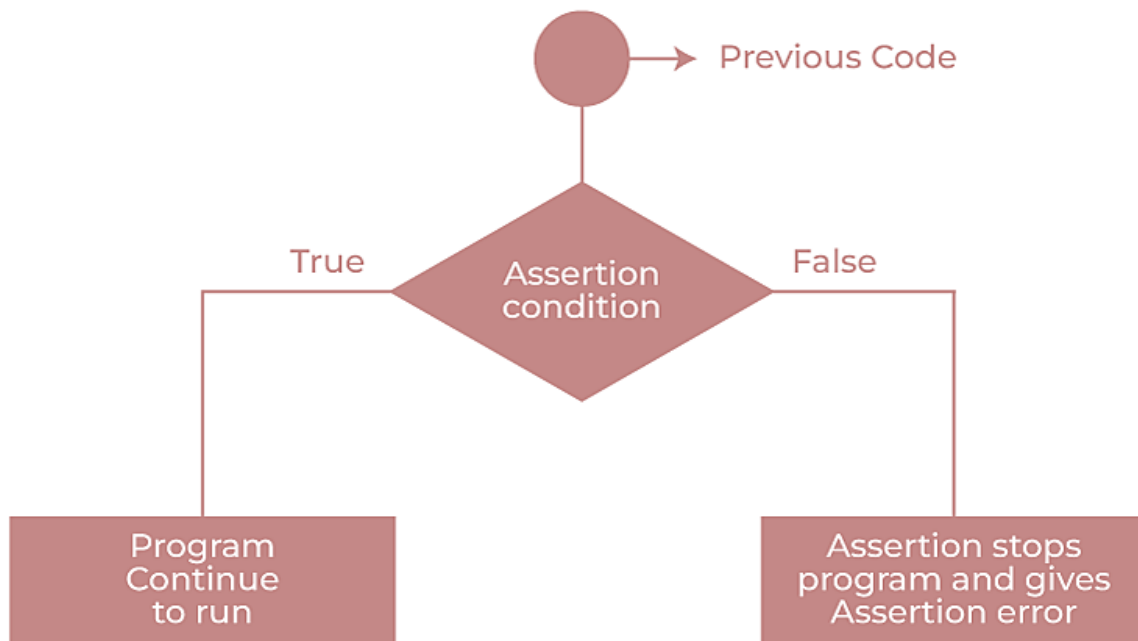 Previous Code
True
False
Assertion
condition
Program
Continue
to run
Assertion stops
program and gives
Assertion error